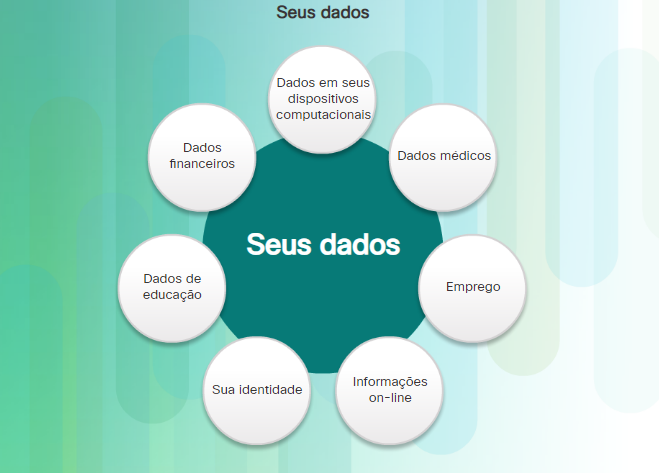 Seus dados
Dados em seus
dispositivos
computacionais
Dados médicos
Emprego
Informações
on-line
Sua identidade
Dados de
educação
Dados
financeiros
Seus dados